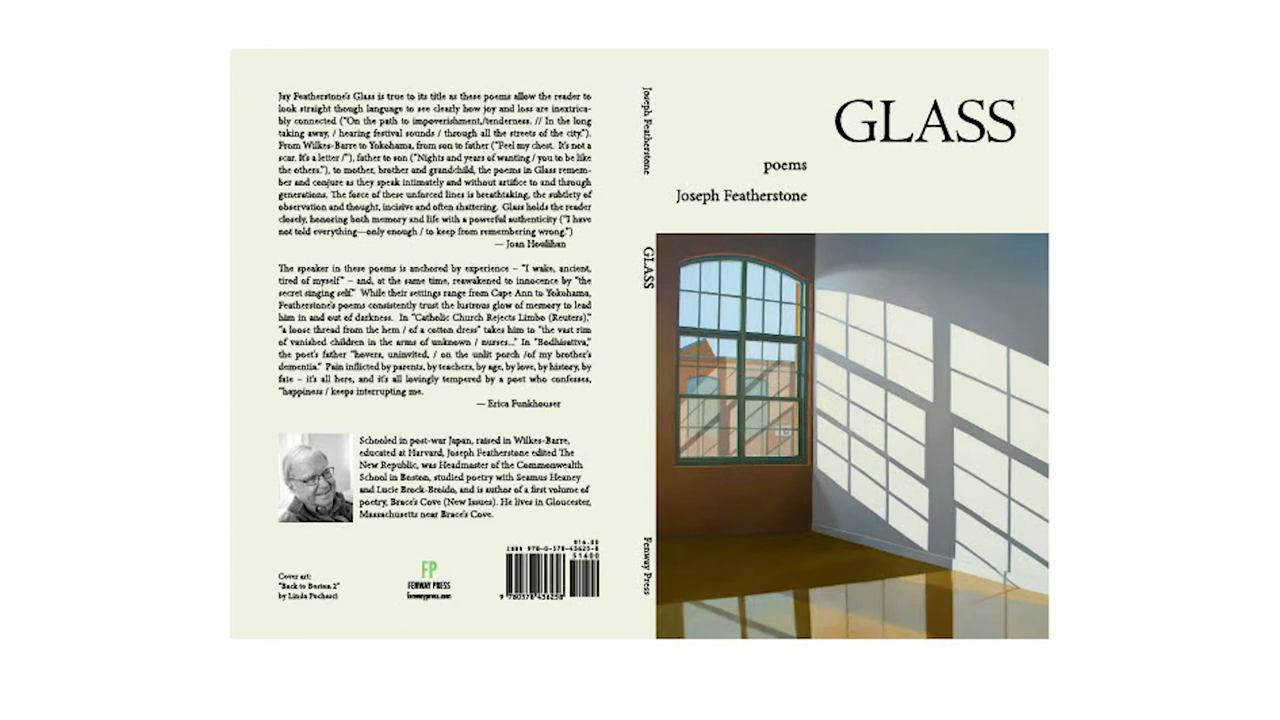 Jay Featherstone's Glass is true to its title as these poems allow the reader to
look straight though language to see clearly how joy and loss are inextrica-
bly connected ("On the path to impoverishment,/tenderness. // In the long
taking away, / hearing festival sounds / through all the streets of the city.").
From Wilkes-Barre to Yokohama, from son to father ("Feel my chest. It's not a
scar. It's a letter /"), father to son ("Nights and years of wanting / you to be like
the others."), to mother, brother and grandchild, the poems in Glass remem-
ber and conjure as they speak intimately and without artifice to and through
generations. The force of these unforced lines is breathtaking, the subtlety of
observation and thought, incisive and often shattering. Glass holds the reader
closely, honoring both memory and life with a powerful authenticity ("I have
not told everything—only enough / to keep from remembering wrong.")
— Joan Houlihan
The speaker in these poems is anchored by experience – "I wake, ancient,
tired of myself" – and, at the same time, reawakened to innocence by "the
secret singing self." While their settings range from Cape Ann to Yokohama,
Featherstone's poems consistently trust the lustrous glow of memory to lead
him in and out of darkness. In "Catholic Church Rejects Limbo (Reuters),"
"a loose thread from the hem / of a cotton dress" takes him to "the vast rim
of vanished children in the arms of unknown / nurses..." In "Bodhisattva,"
the poet's father "hovers, uninvited, / on the unlit porch /of my brother's
dementia." Pain inflicted by parents, by teachers, by age, by love, by history, by
fate – it's all here, and it's all lovingly tempered by a poet who confesses,
"happiness / keeps interrupting me.
— Erica Funkhouser
Schooled in post-war Japan, raised in Wilkes-Barre,
educated at Harvard, Joseph Featherstone edited The
New Republic, was Headmaster of the Commonwealth
School in Boston, studied poetry with Seamus Heaney
and Lucie Brock-Broido, and is author of a first volume of
poetry, Brace's Cove (New Issues). He lives in Gloucester,
Massachusetts near Brace's Cove.
Cover art:
"Back to Boston 2"
by Linda Pochesci
FP
FENWAY PRESS
fenwaypress.com
$16.00
ISBN 978-0-578-43625-8
51600
9 780578 436258
Joseph Featherstone
GLASS
Fenway Press
GLASS
poems
Joseph Featherstone